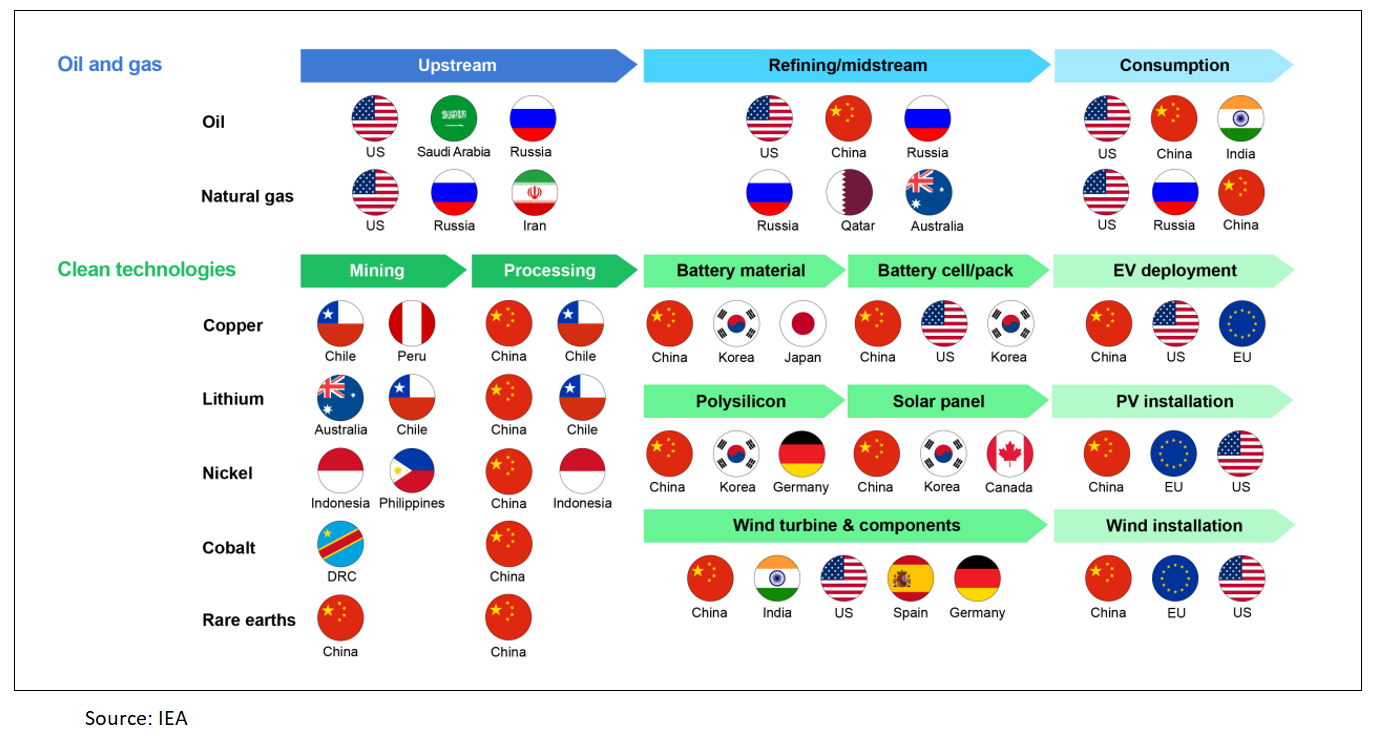 Oil and gas Upstream Refining/midstream Consumption
Oil
US Saudi Arabia Russia US China Russia US China India
Natural gas
US Russia Iran Russia Qatar Australia US Russia China
Clean technologies Mining Processing Battery material Battery cell/pack EV deployment
Copper
Chile Peru China Chile China Korea Japan China US Korea China US EU
Lithium Polysilicon Solar panel PV installation
Australia Chile China Chile
Nickel
Indonesia Philippines China Indonesia China Korea Germany China Korea Canada China EU US
Wind turbine & components Wind installation
Cobalt
DRC China
China India US Spain Germany China EU US
Rare earths
China China
Source: IEA